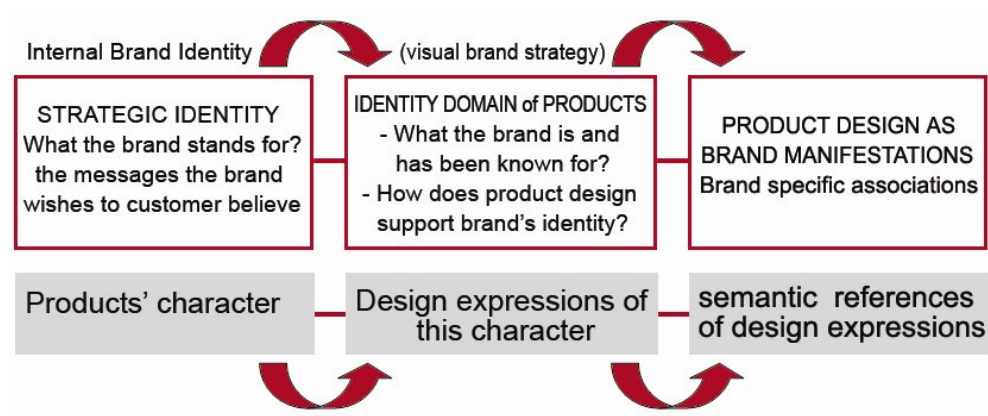 Internal Brand Identity
(visual brand strategy)
STRATEGIC IDENTITY
What the brand stands for?
the messages the brand
wishes to customer believe
IDENTITY DOMAIN of PRODUCTS
- What the brand is and
has been known for?
- How does product design
support brand's identity?
PRODUCT DESIGN AS
BRAND MANIFESTATIONS
Brand specific associations
Products' character
Design expressions of
this character
semantic references
of design expressions